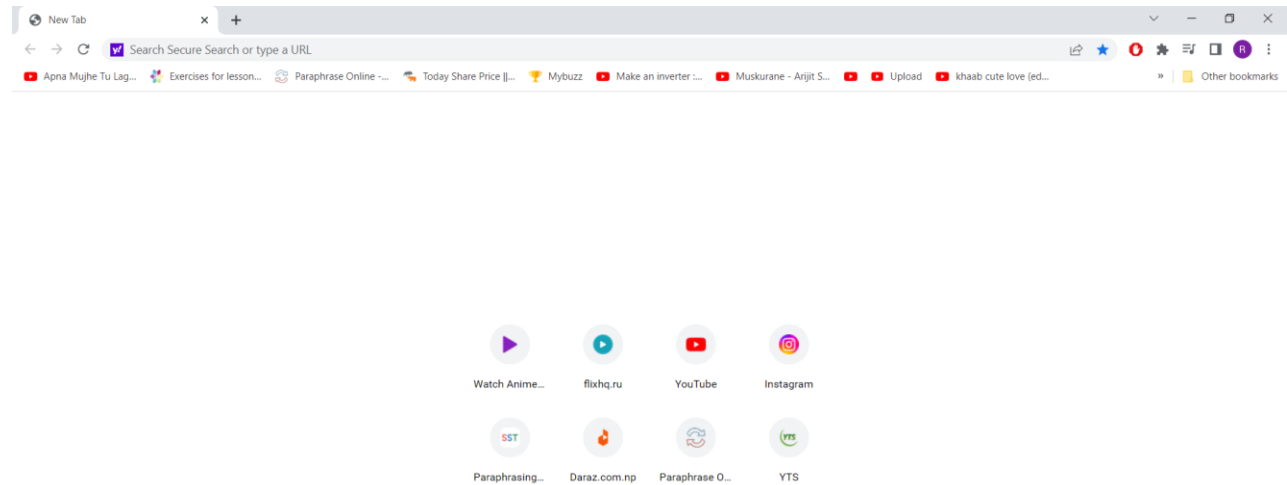 New Tab
Search Secure Search or type a URL
R
Apna Mujhe Tu Lag... Exercises for lesson... Paraphrase Online -... Today Share Price ||... Mybuzz Make an inverter :... Muskurane - Arijit S... Upload khaab cute love (ed... » Other bookmarks
Watch Anime... flixhq.ru YouTube Instagram
SST YTS
Paraphrasing... Daraz.com.np Paraphrase O... YTS